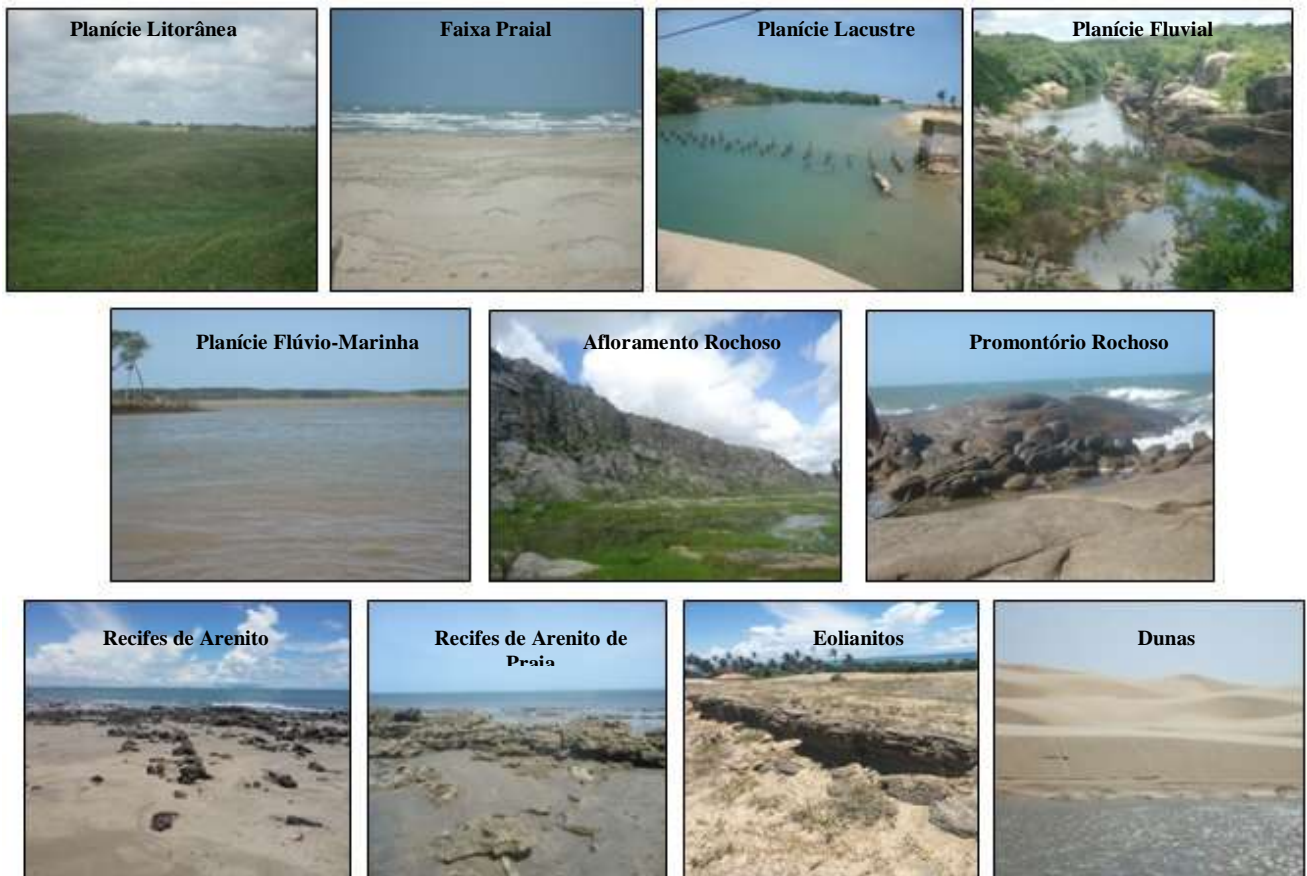 Planície Litorânea
Faixa Praial
Planície Lacustre
Planície Fluvial
Planície Flúvio-Marinha
Afloramento Rochoso
Promontório Rochoso
Recifes de Arenito
Recifes de Arenito de
Praia
Eolianitos
Dunas